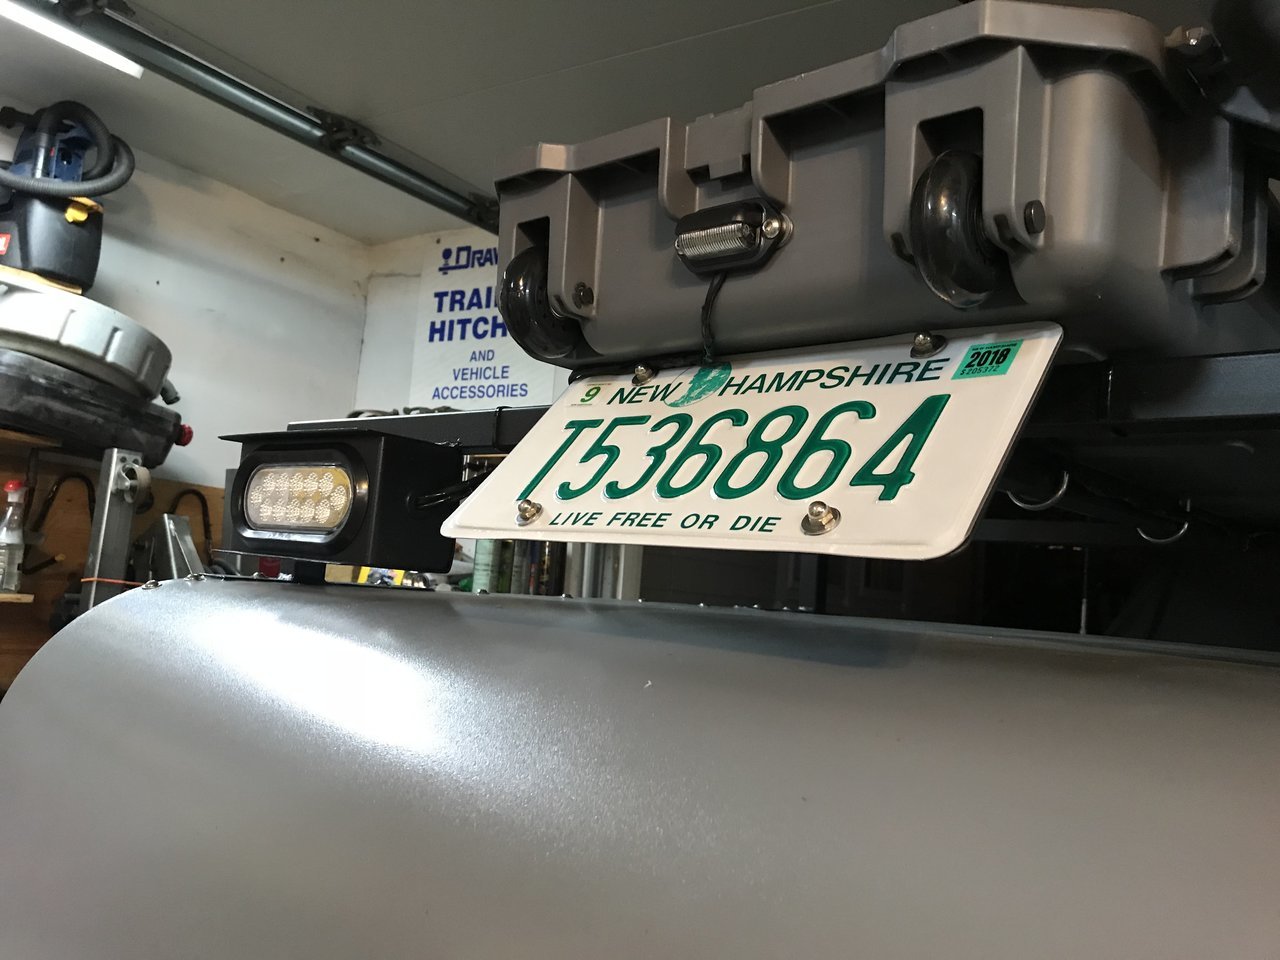 DRAW
TRAI
HITCH
AND
VEHICLE
ACCESSORIES
9
NEW HAMPSHIRE
2018
T536864
LIVE FREE OR DIE